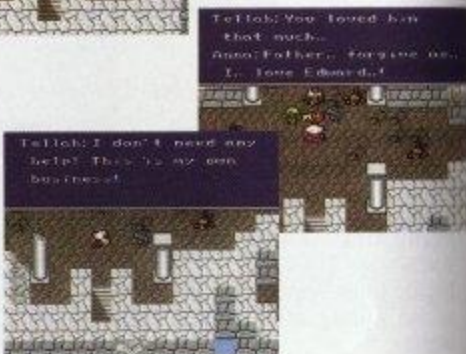 Tellah:You loved him
that much..
Anna:Father.. forgive me..
I.. love Edward..!
Tellah:I don't need any
help! This is my own
business!